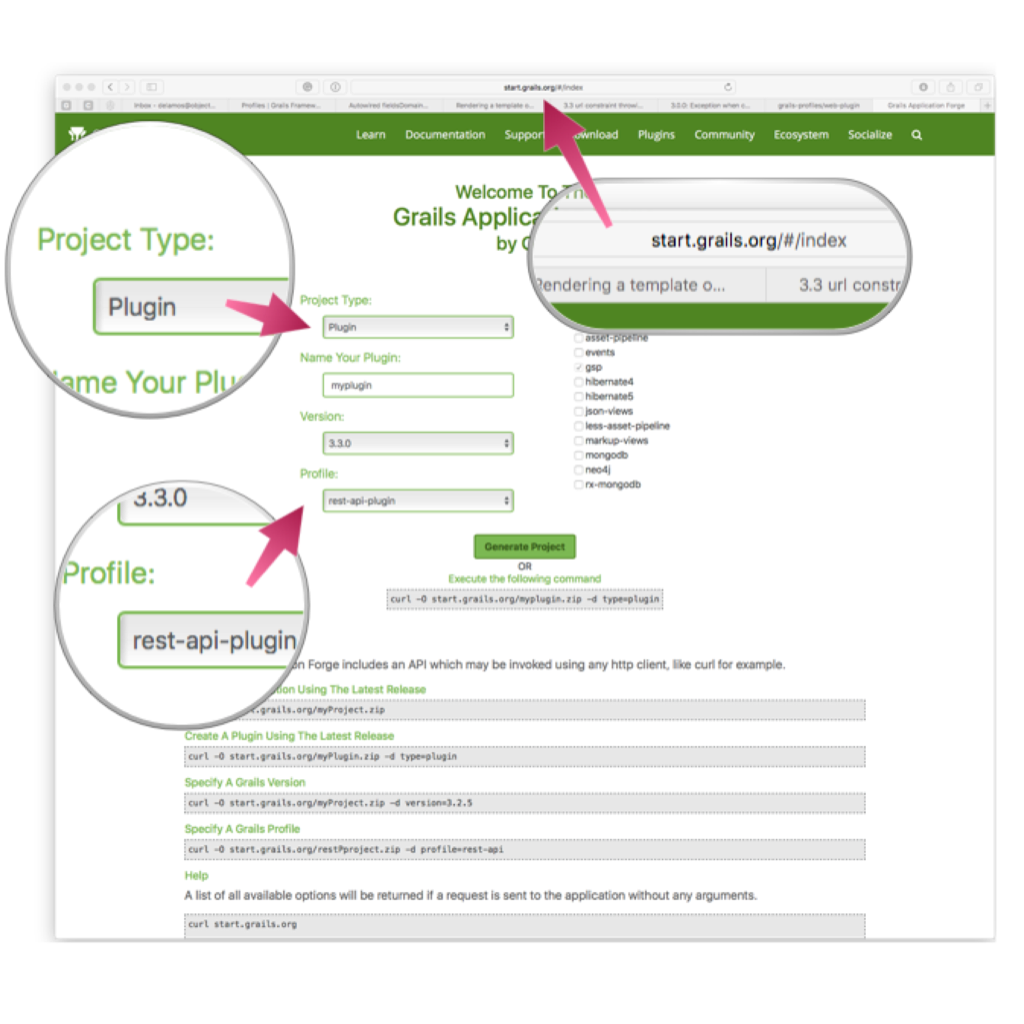 start.grails.org/#/index
Inbox - delamos@object... Profiles | Grails Framew... Autowired fieldsDomain... Rendering a template o... 3.3 url constraint throwi... 3.0.0: Exception when c... grails-profiles/web-plugin Grails Application Forge
Learn Documentation Support Plugins Community Ecosystem Socialize
Welcome To
Grails
by
Project Type:
Plugin
Name Your
start.grails.org/#/index
Rendering a template o... 3.3 url constr
Project Type:
Plugin
Name Your Plugin:
myplugin
Version:
3.3.0
Profile:
rest-api-plugin
asset-pipeline
events
gsp
hibernate4
hibernate5
json-views
less-asset-pipeline
markup-views
mongodb
neo4j
rx-mongodb
3.3.0
Profile:
rest-api-plugin
Generate Project
OR
Execute the following command
curl -O start.grails.org/myplugin.zip -d type=plugin
on Forge includes an API which may be invoked using any http client, like curl for example.
Using The Latest Release
.grails.org/myProject.zip
Create A Plugin Using The Latest Release
curl -O start.grails.org/myPlugin.zip -d type=plugin
Specify A Grails Version
curl -O start.grails.org/myProject.zip -d version=3.2.5
Specify A Grails Profile
curl -O start.grails.org/restPproject.zip -d profile=rest-api
Help
A list of all available options will be returned if a request is sent to the application without any arguments.
curl start.grails.org